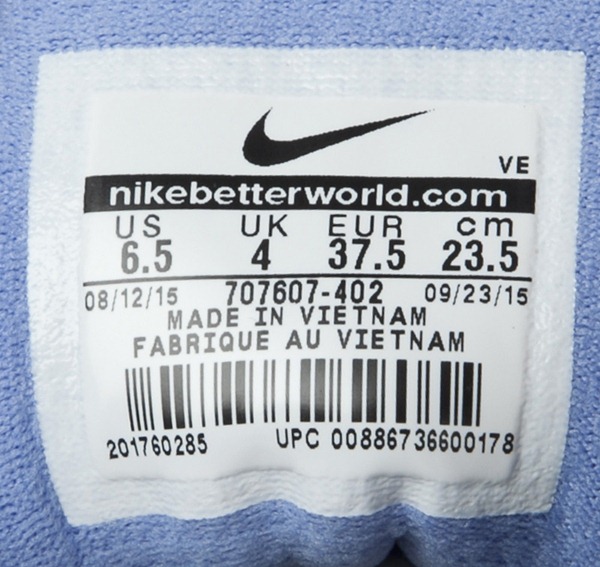 VE
nikebetterworld.com
US UK EUR cm
6.5 4 37.5 23.5
08/12/15 707607-402 09/23/15
MADE IN VIETNAM
FABRIQUE AU VIETNAM
201760285 UPC 00886736600178